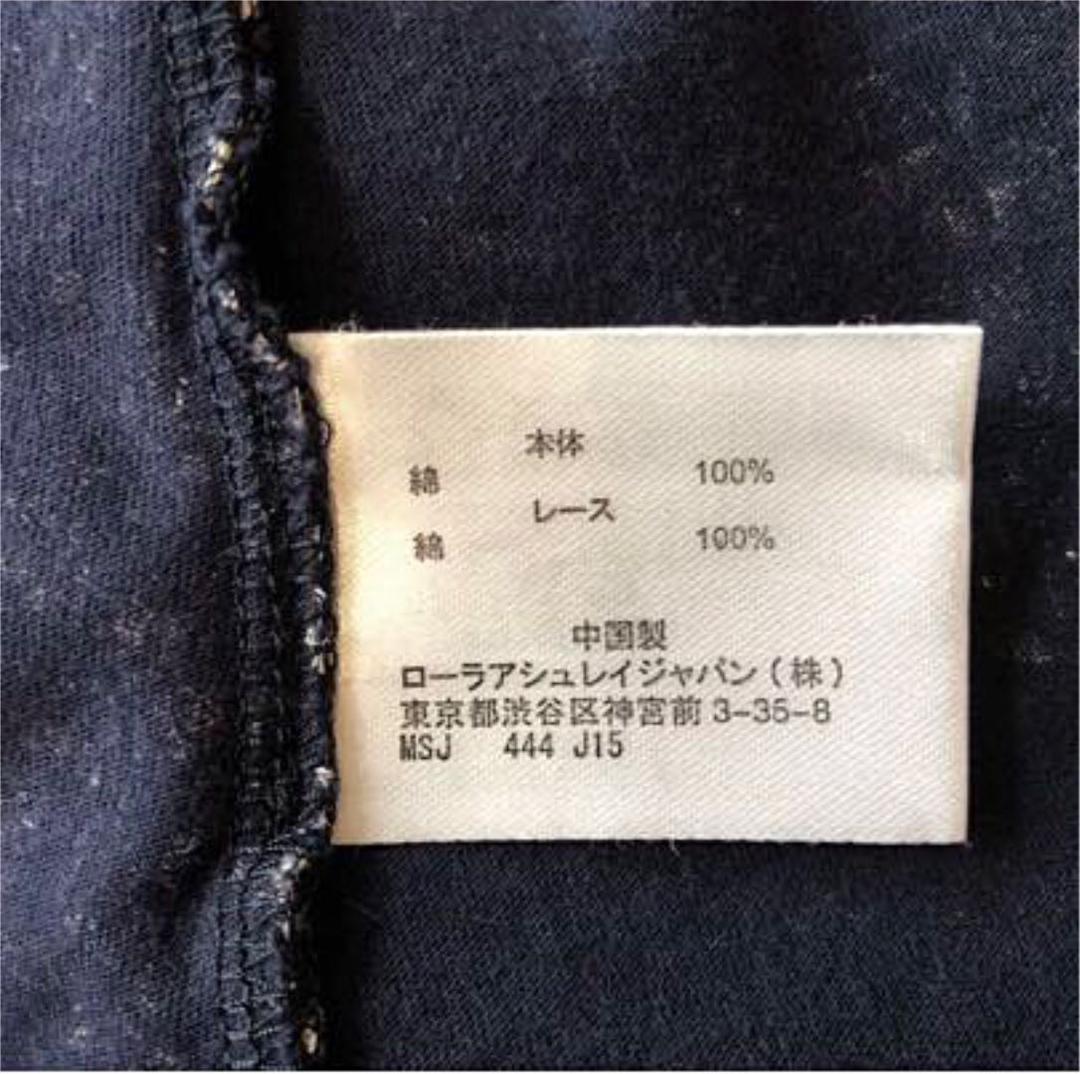 本体
綿 100%
レース
綿 100%
中国製
ローラアシュレイジャパン(株)
東京都渋谷区神宮前3-35-8
MSJ 444 J15